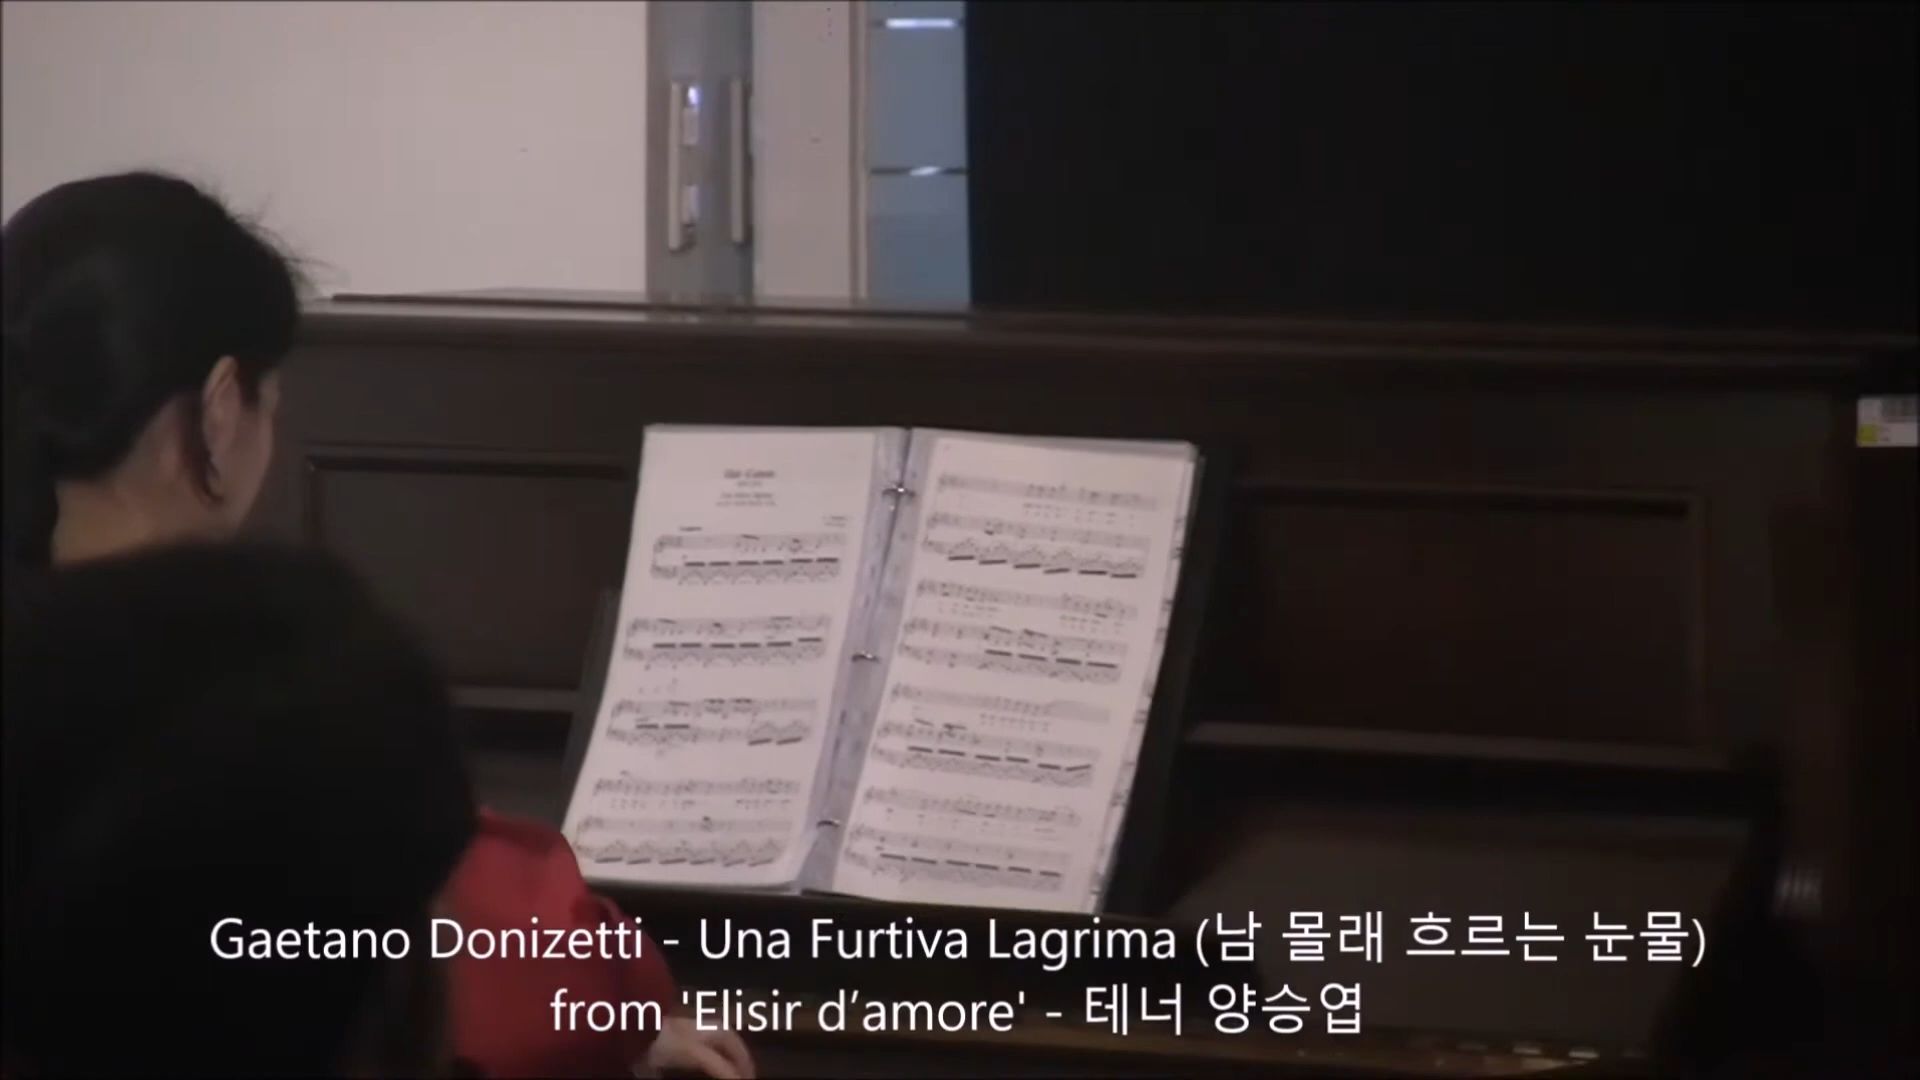 Gaetano Donizetti - Una Furtiva Lagrima (남 몰래 흐르는 눈물)
from 'Elisir d’amore' - 테너 양승엽